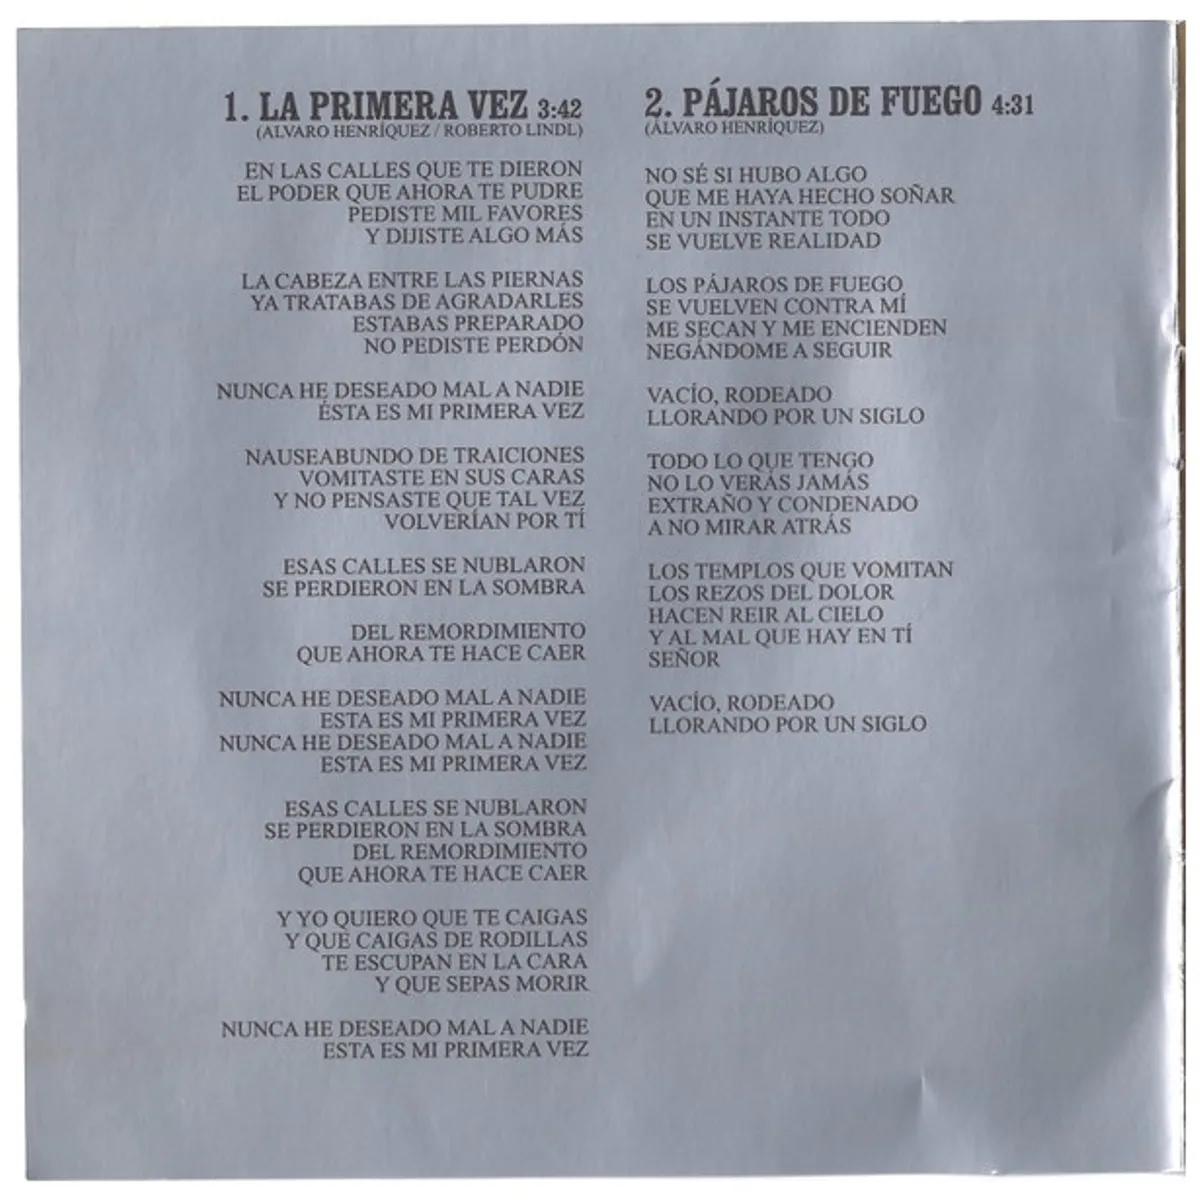 1. LA PRIMERA VEZ 3:42
(ALVARO HENRÍQUEZ / ROBERTO LINDL)
EN LAS CALLES QUE TE DIERON
EL PODER QUE AHORA TE PUDRE
PEDISTE MIL FAVORES
Y DIJISTE ALGO MÁS
LA CABEZA ENTRE LAS PIERNAS
YA TRATABAS DE AGRADARLES
ESTABAS PREPARADO
NO PEDISTE PERDÓN
NUNCA HE DESEADO MAL A NADIE
ÉSTA ES MI PRIMERA VEZ
NAUSEABUNDO DE TRAICIONES
VOMITASTE EN SUS CARAS
Y NO PENSASTE QUE TAL VEZ
VOLVERÍAN POR TÍ
ESAS CALLES SE NUBLARON
SE PERDIERON EN LA SOMBRA
DEL REMORDIMIENTO
QUE AHORA TE HACE CAER
NUNCA HE DESEADO MAL A NADIE
ESTA ES MI PRIMERA VEZ
NUNCA HE DESEADO MAL A NADIE
ESTA ES MI PRIMERA VEZ
ESAS CALLES SE NUBLARON
SE PERDIERON EN LA SOMBRA
DEL REMORDIMIENTO
QUE AHORA TE HACE CAER
Y YO QUIERO QUE TE CAIGAS
Y QUE CAIGAS DE RODILLAS
TE ESCUPAN EN LA CARA
Y QUE SEPAS MORIR
NUNCA HE DESEADO MAL A NADIE
ESTA ES MI PRIMERA VEZ
2. PÁJAROS DE FUEGO 4:31
(ÁLVARO HENRÍQUEZ)
NO SÉ SI HUBO ALGO
QUE ME HAYA HECHO SOÑAR
EN UN INSTANTE TODO
SE VUELVE REALIDAD
LOS PÁJAROS DE FUEGO
SE VUELVEN CONTRA MÍ
ME SECAN Y ME ENCIENDEN
NEGÁNDOME A SEGUIR
VACÍO, RODEADO
LLORANDO POR UN SIGLO
TODO LO QUE TENGO
NO LO VERÁS JAMÁS
EXTRAÑO Y CONDENADO
A NO MIRAR ATRÁS
LOS TEMPLOS QUE VOMITAN
LOS REZOS DEL DOLOR
HACEN REIR AL CIELO
Y AL MAL QUE HAY EN TÍ
SEÑOR
VACÍO, RODEADO
LLORANDO POR UN SIGLO